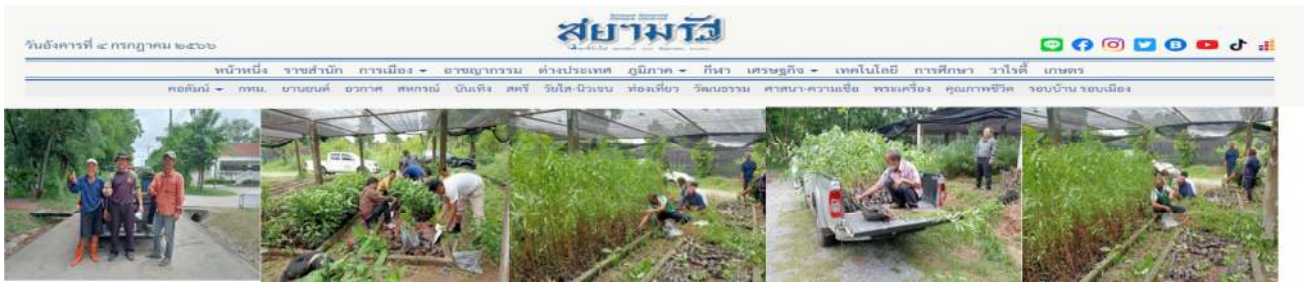 สยามรัฐ
วันอังคารที่ ๔ กรกฎาคม ๒๕๖๖
หน้าหนึ่ง ราชสำนัก การเมือง อาชญากรรม ต่างประเทศ ภูมิภาค กีฬา เศรษฐกิจ เทคโนโลยี การศึกษา วาไรตี้ เกษตร
คอลัมน์ กทม. ยานยนต์ อวกาศ สหกรณ์ บันเทิง สตรี วัยใส-นิวเจน ท่องเที่ยว วัฒนธรรม ศาสนา-ความเชื่อ พระเครื่อง คุณภาพชีวิต รอบบ้าน รอบเมือง